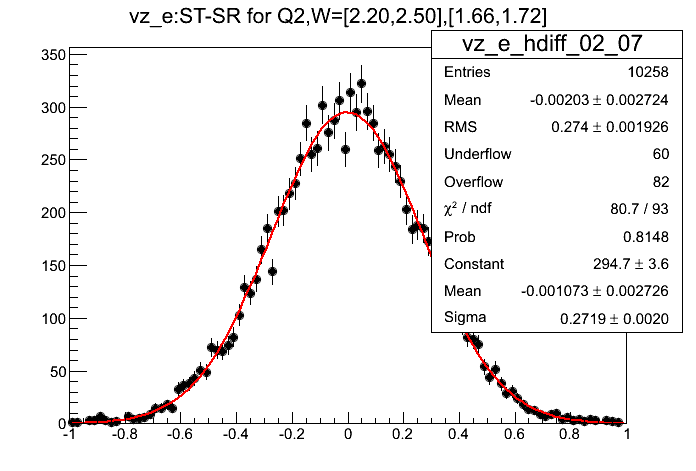 vz_e:ST-SR for Q2,W=[2.20,2.50],[1.66,1.72]
vz_e_hdiff_02_07
Entries 10258
Mean -0.00203 ± 0.002724
RMS 0.274 ± 0.001926
Underflow 60
Overflow 82
χ² / ndf 80.7 / 93
Prob 0.8148
Constant 294.7 ± 3.6
Mean -0.001073 ± 0.002726
Sigma 0.2719 ± 0.0020
350
300
250
200
150
100
50
0
-1 -0.8 -0.6 -0.4 -0.2 0 0.2 0.4 0.6 0.8 1